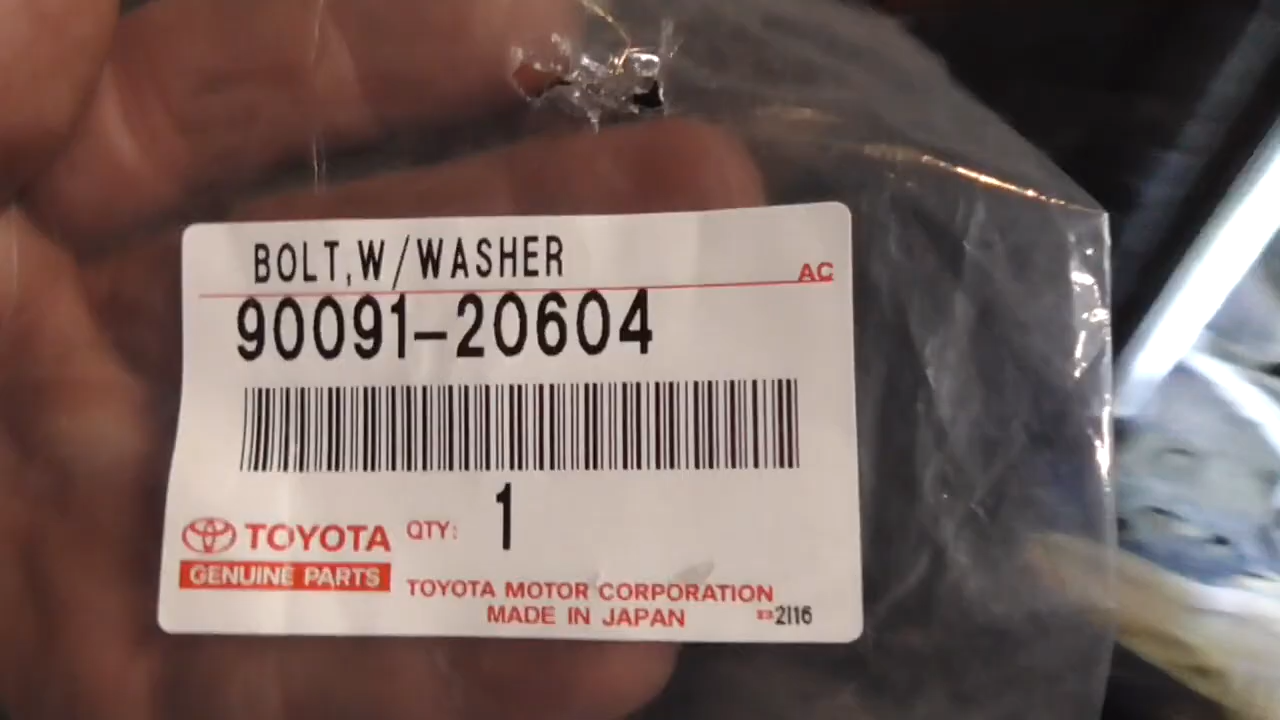 BOLT,W/WASHER
AC
90091-20604
1
TOYOTA
QTY:
GENUINE PARTS
TOYOTA MOTOR CORPORATION
MADE IN JAPAN
2116